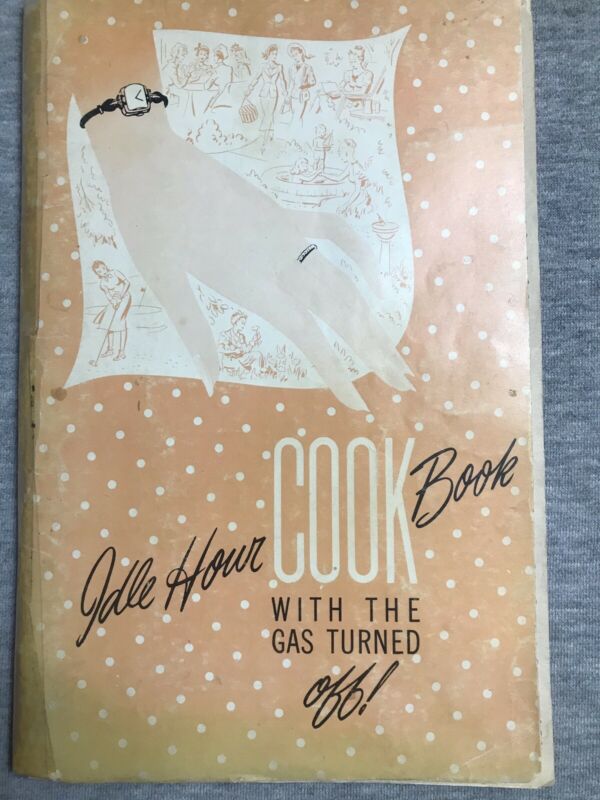 Idle Hour COOK Book
WITH THE
GAS TURNED
off!